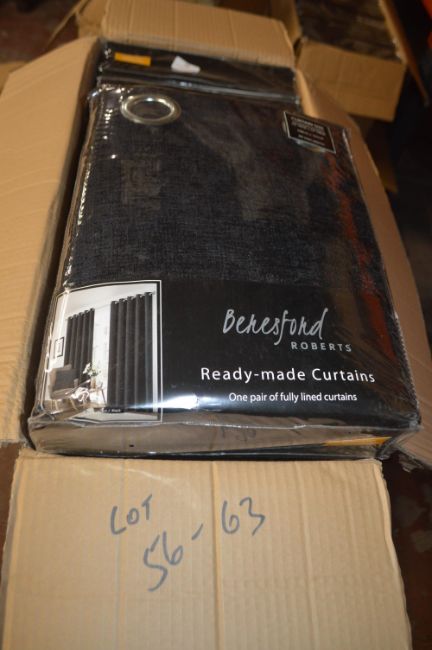 Beresford
ROBERTS
Ready-made Curtains
One pair of fully lined curtains
LOT
56-63